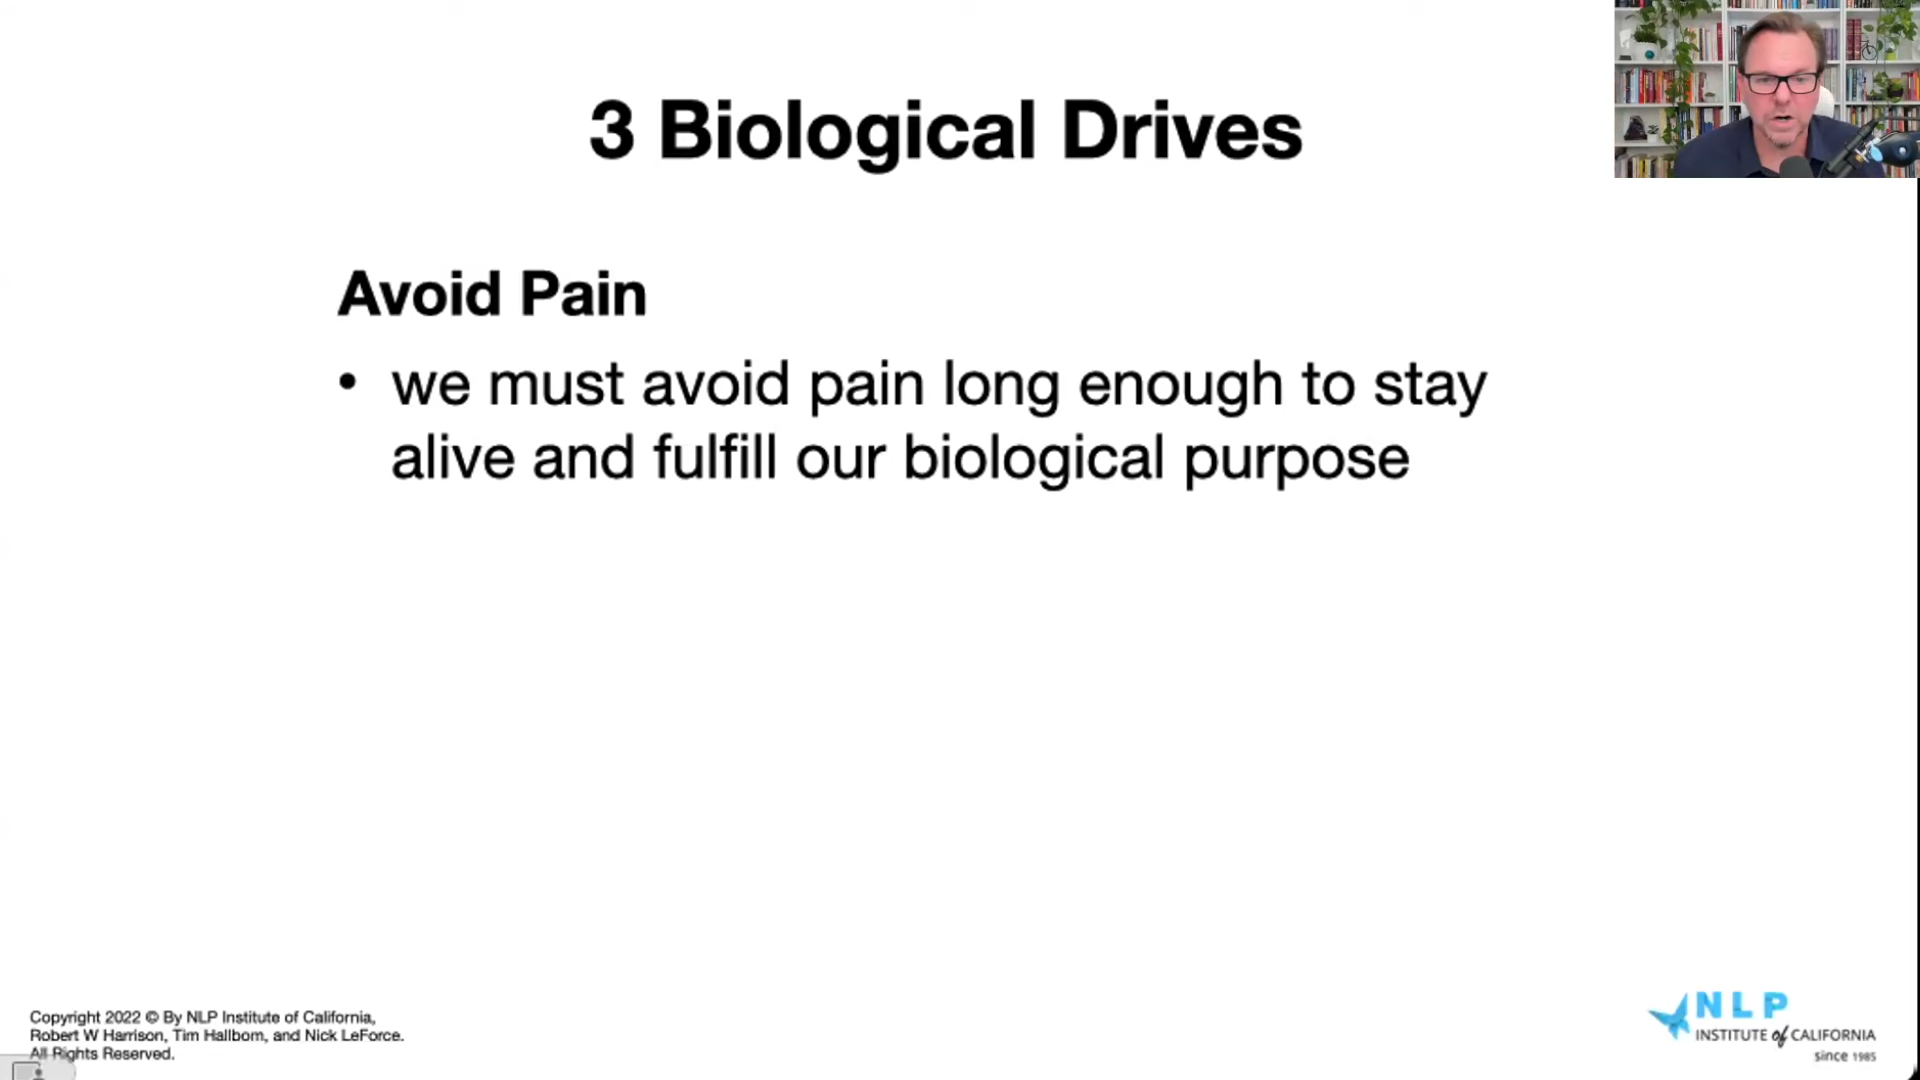 3 Biological Drives
Avoid Pain
• we must avoid pain long enough to stay
alive and fulfill our biological purpose
Copyright 2022 © By NLP Institute of California,
Robert W Harrison, Tim Hallbom, and Nick LeForce.
All Rights Reserved.
NLP
INSTITUTE of CALIFORNIA
since 1985